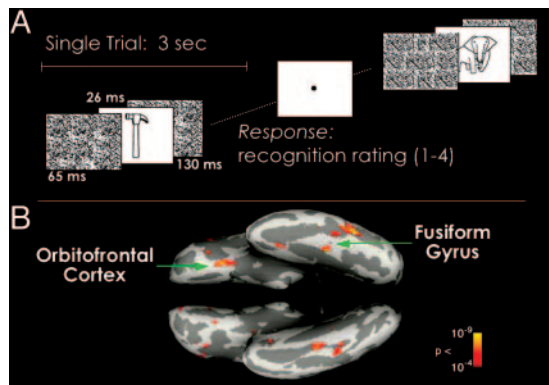 A
Single Trial: 3 sec
26 ms
130 ms
65 ms
Response:
recognition rating (1-4)
B
Orbitofrontal
Cortex
Fusiform
Gyrus
10-9
p <
10-4